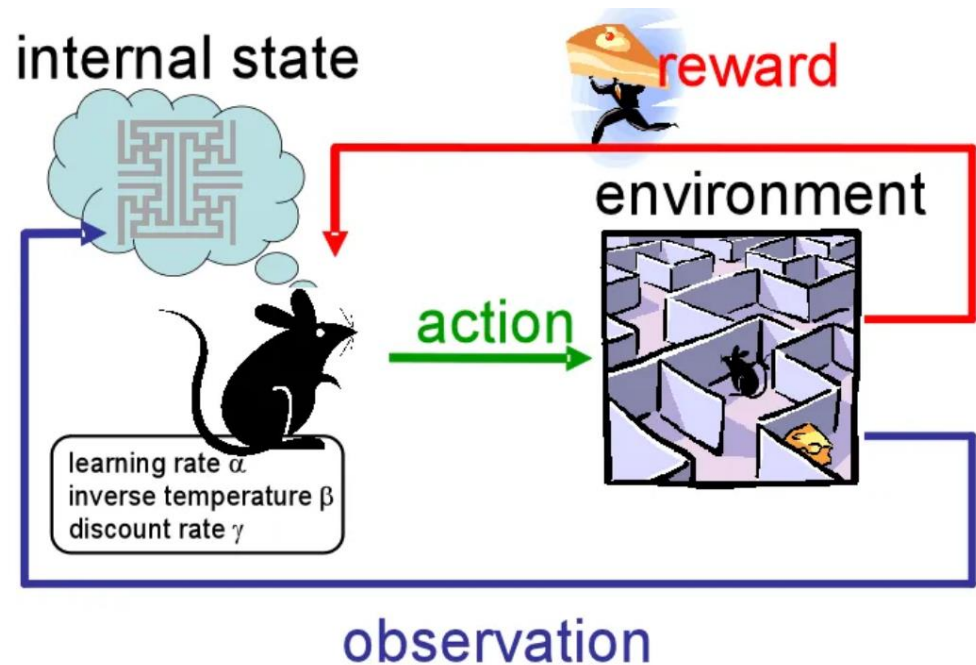 internal state
reward
environment
action
learning rate α
inverse temperature β
discount rate γ
observation